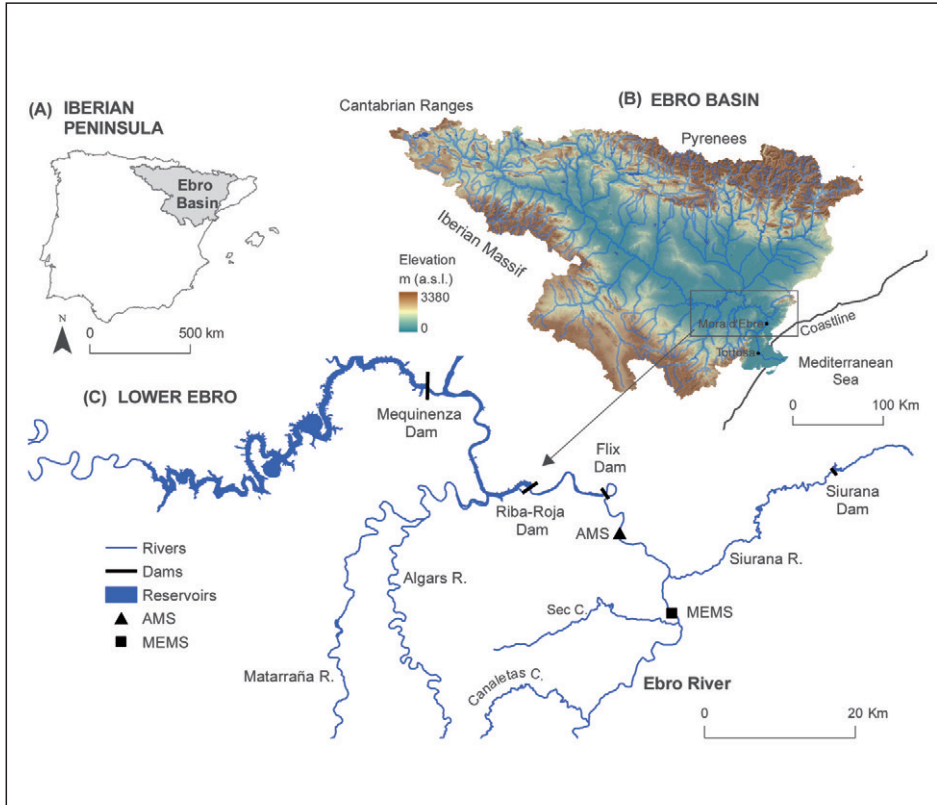 (A) IBERIAN
PENINSULA
Ebro
Basin
N
0 500 km
(B) EBRO BASIN
Cantabrian Ranges
Pyrenees
Iberian Massif
Elevation
m (a.s.l.)
3380
0
Mora d'Ebre
Tortosa
Coastline
Mediterranean
Sea
0 100 Km
(C) LOWER EBRO
Mequinenza
Dam
Flix
Dam
Riba-Roja
Dam
Siurana
Dam
AMS
Siurana R.
Rivers
Dams
Reservoirs
AMS
MEMS
Algars R.
Sec C.
MEMS
Matarraña R.
Canaletas C.
Ebro River
0 20 Km